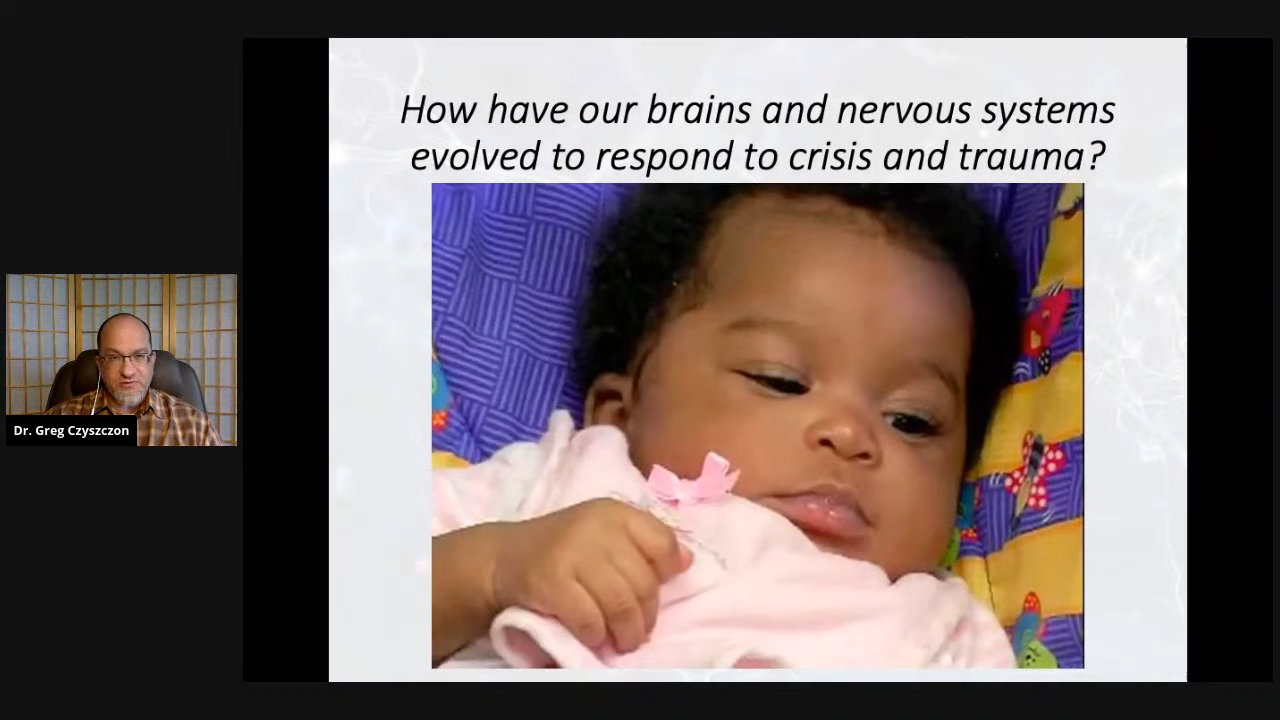 How have our brains and nervous systems
evolved to respond to crisis and trauma?
Dr. Greg Czyszczon